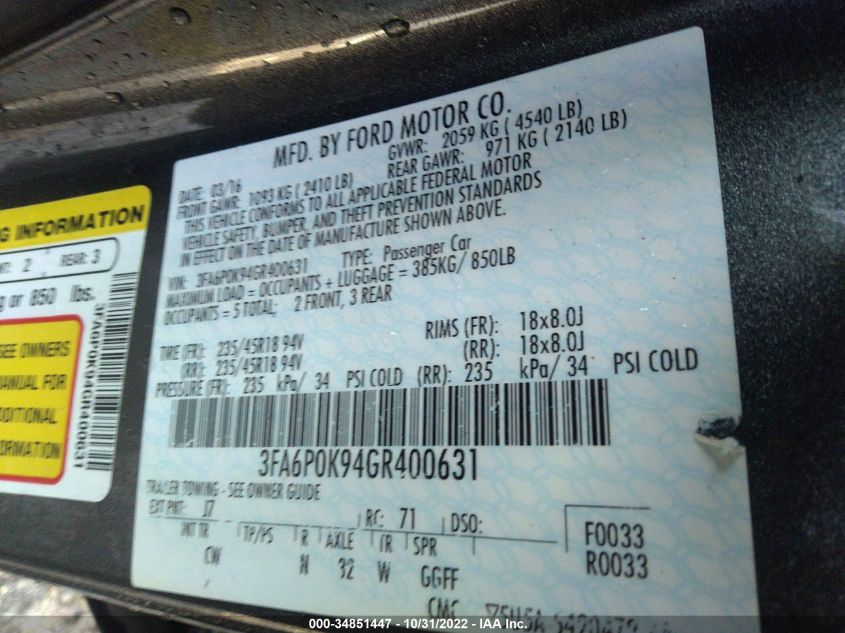 MFD. BY FORD MOTOR CO.
DATE: 03/16 GVWR: 2059 KG ( 4540 LB)
FRONT GAWR: 1093 KG ( 2410 LB) REAR GAWR: 971 KG ( 2140 LB)
THIS VEHICLE CONFORMS TO ALL APPLICABLE FEDERAL MOTOR
VEHICLE SAFETY, BUMPER, AND THEFT PREVENTION STANDARDS
IN EFFECT ON THE DATE OF MANUFACTURE SHOWN ABOVE.
VIN: 3FA6P0K94GR400631 TYPE: Passenger Car
MAXIMUM LOAD = OCCUPANTS + LUGGAGE = 385KG/ 850LB
OCCUPANTS = 5 TOTAL; 2 FRONT, 3 REAR
TIRE (FR): 235/45R18 94V RIMS (FR): 18x8.0J
(RR): 235/45R18 94V (RR): 18x8.0J
PRESSURE (FR): 235 kPa/ 34 PSI COLD (RR): 235 kPa/ 34 PSI COLD
3FA6P0K94GR400631
TRAILER TOWING - SEE OWNER GUIDE
EXT PNT: J7 RC: 71 DSO:
INT TR TP/PS R AXLE TR SPR F0033
CW N 32 W GGFF R0033
INFORMATION
2 REAR: 3
or 850 lbs.
SEE OWNERS
MANUAL FOR
3FA6P0K94GR400631
000-34851447 - 10/31/2022 - © IAA Inc.